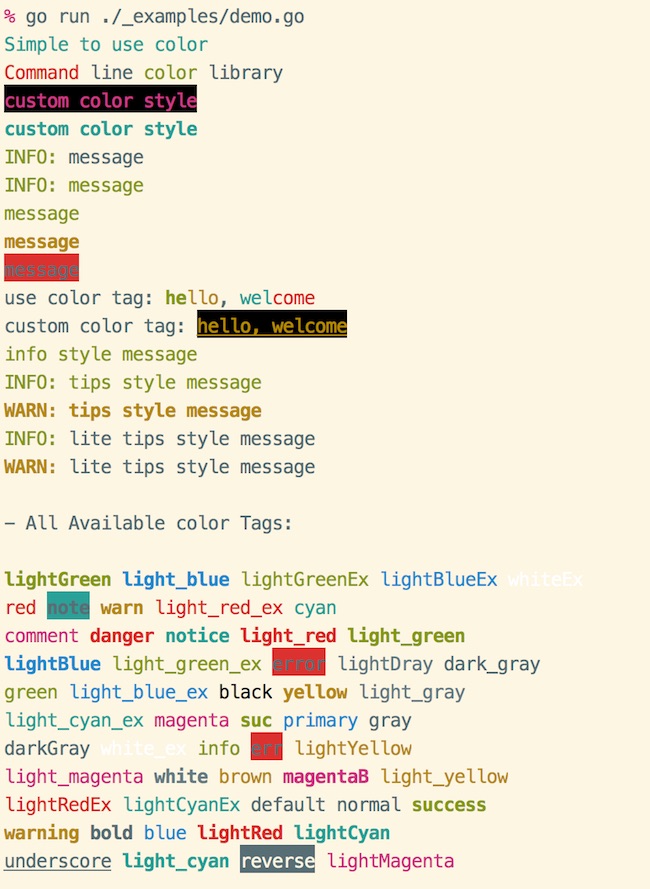 % go run ./_examples/demo.go
Simple to use color
Command line color library
custom color style
custom color style
INFO: message
INFO: message
message
message
message
use color tag: hello, welcome
custom color tag: hello, welcome
info style message
INFO: tips style message
WARN: tips style message
INFO: lite tips style message
WARN: lite tips style message
- All Available color Tags:
lightGreen light_blue lightGreenEx lightBlueEx whiteEx
red note warn light_red_ex cyan
comment danger notice light_red light_green
lightBlue light_green_ex error lightDray dark_gray
green light_blue_ex black yellow light_gray
light_cyan_ex magenta suc primary gray
darkGray white_ex info err lightYellow
light_magenta white brown magentaB light_yellow
lightRedEx lightCyanEx default normal success
warning bold blue lightRed lightCyan
underscore light_cyan reverse lightMagenta